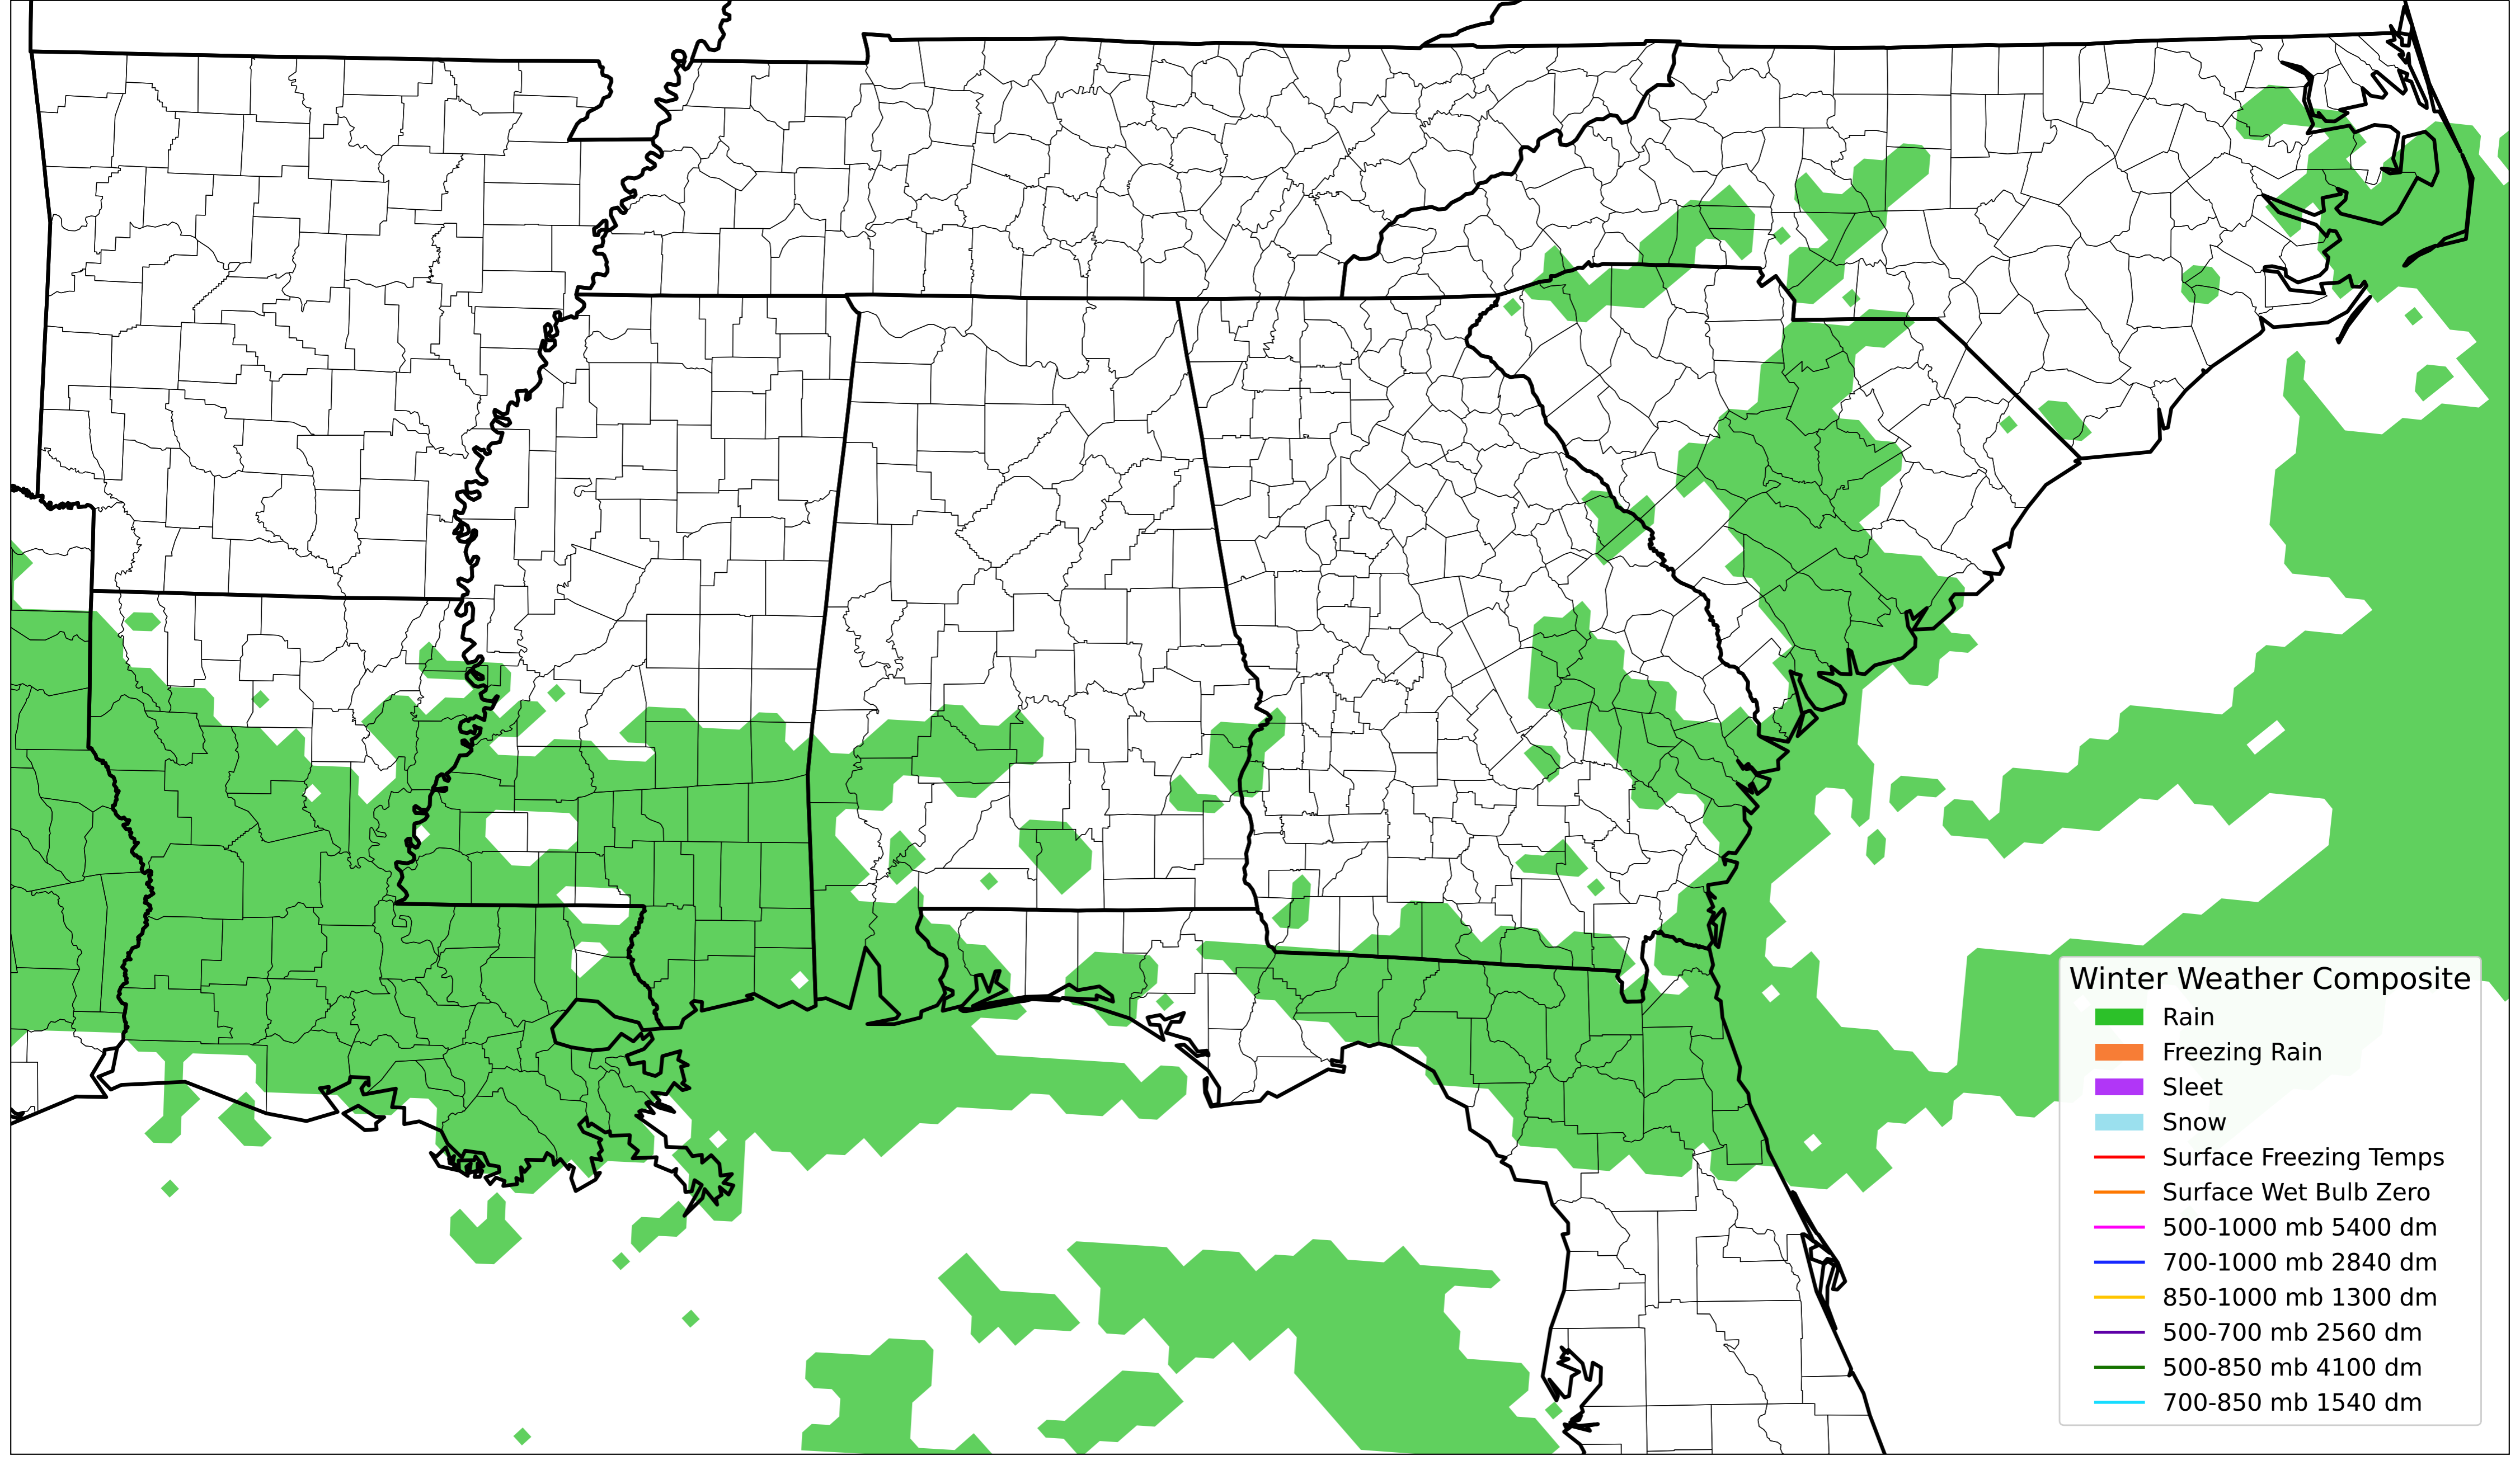 Winter Weather Composite
Rain
Freezing Rain
Sleet
Snow
Surface Freezing Temps
Surface Wet Bulb Zero
500-1000 mb 5400 dm
700-1000 mb 2840 dm
850-1000 mb 1300 dm
500-700 mb 2560 dm
500-850 mb 4100 dm
700-850 mb 1540 dm